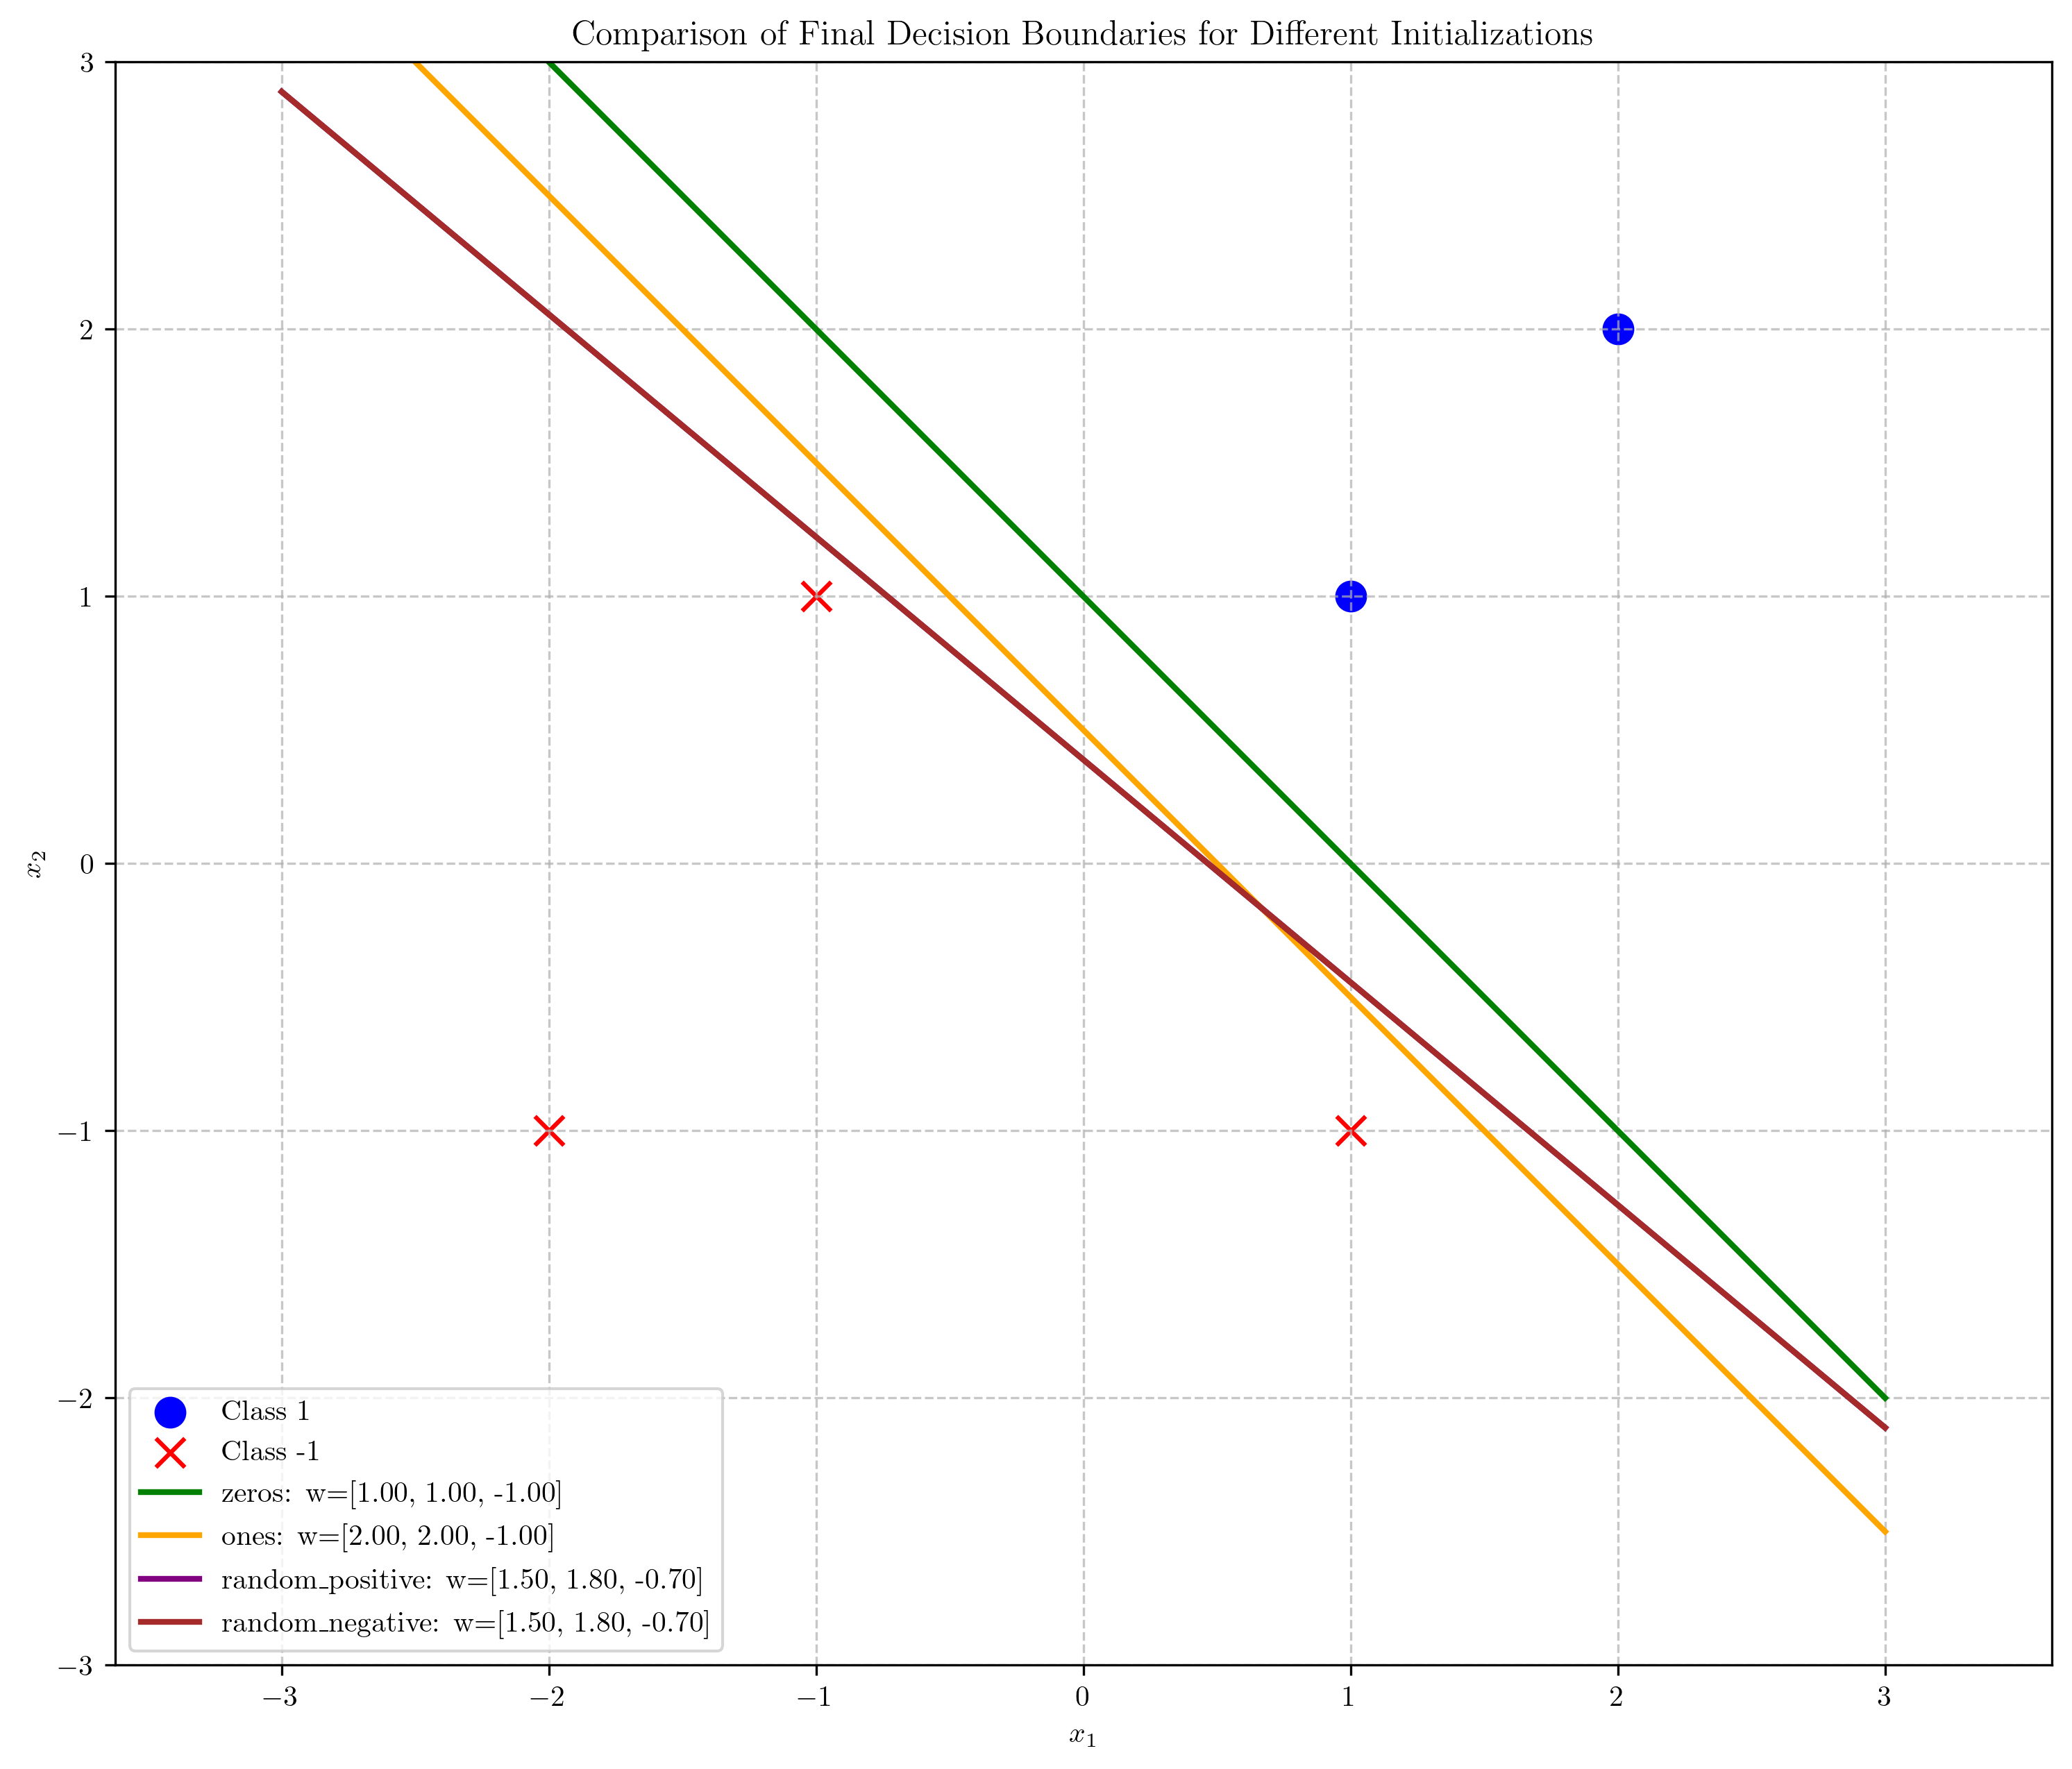 Comparison of Final Decision Boundaries for Different Initializations
3
2
1
0
−1
−2
−3
x₂
−3
−2
−1
0
1
2
3
x₁
Class 1
Class -1
zeros: w=[1.00, 1.00, -1.00]
ones: w=[2.00, 2.00, -1.00]
random_positive: w=[1.50, 1.80, -0.70]
random_negative: w=[1.50, 1.80, -0.70]